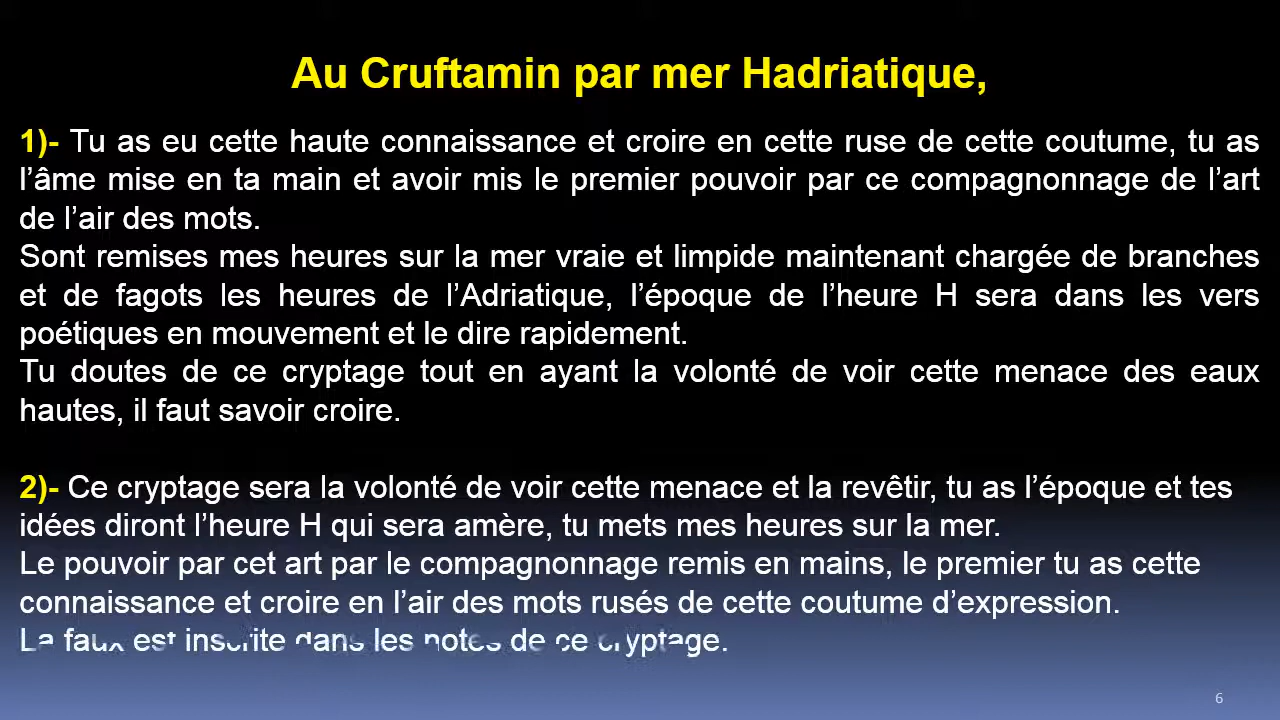 Au Cruftamin par mer Hadriatique,
1)- Tu as eu cette haute connaissance et croire en cette ruse de cette coutume, tu as
l’âme mise en ta main et avoir mis le premier pouvoir par ce compagnonnage de l’art
de l’air des mots.
Sont remises mes heures sur la mer vraie et limpide maintenant chargée de branches
et de fagots les heures de l’Adriatique, l’époque de l’heure H sera dans les vers
poétiques en mouvement et le dire rapidement.
Tu doutes de ce cryptage tout en ayant la volonté de voir cette menace des eaux
hautes, il faut savoir croire.
2)- Ce cryptage sera la volonté de voir cette menace et la revêtir, tu as l’époque et tes
idées diront l’heure H qui sera amère, tu mets mes heures sur la mer.
Le pouvoir par cet art par le compagnonnage remis en mains, le premier tu as cette
connaissance et croire en l’air des mots rusés de cette coutume d’expression.
La faux est inscrite dans les notes de ce cryptage.
6